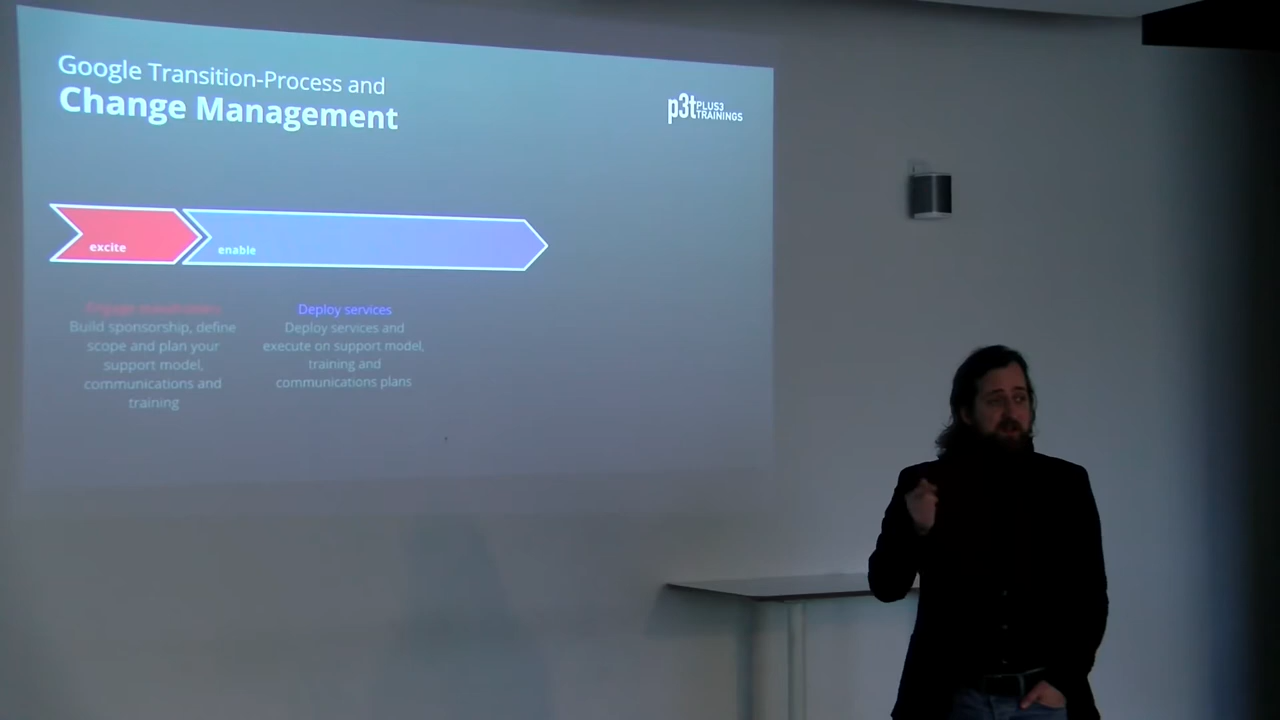 Google Transition-Process and
Change Management
p3t PLUS3
TRAININGS
excite
enable
Deploy services
Build sponsorship, define
scope and plan your
support model,
communications and
training
Deploy services and
execute on support model,
training and
communications plans